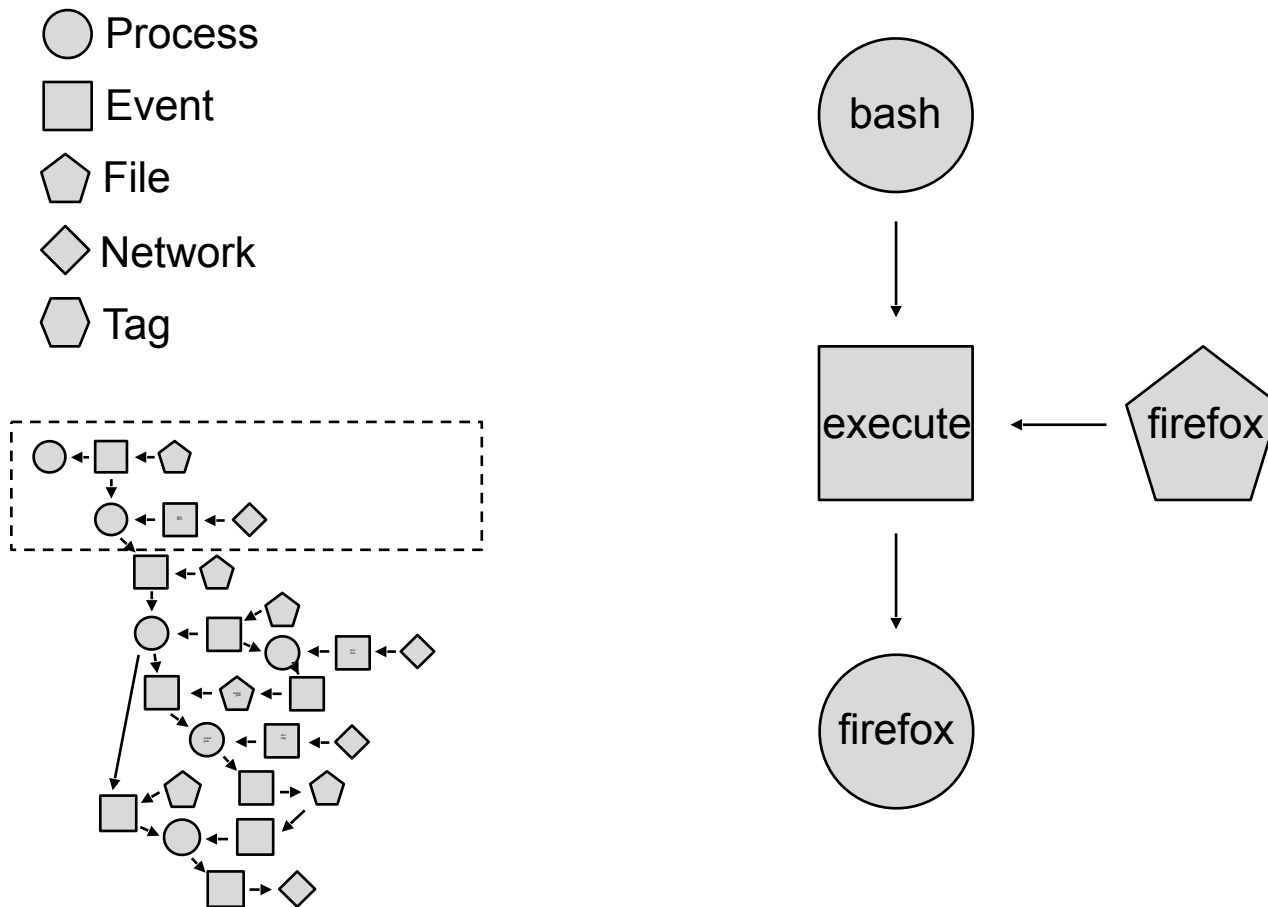 Process
Event
File
Network
Tag
bash
execute
firefox
firefox